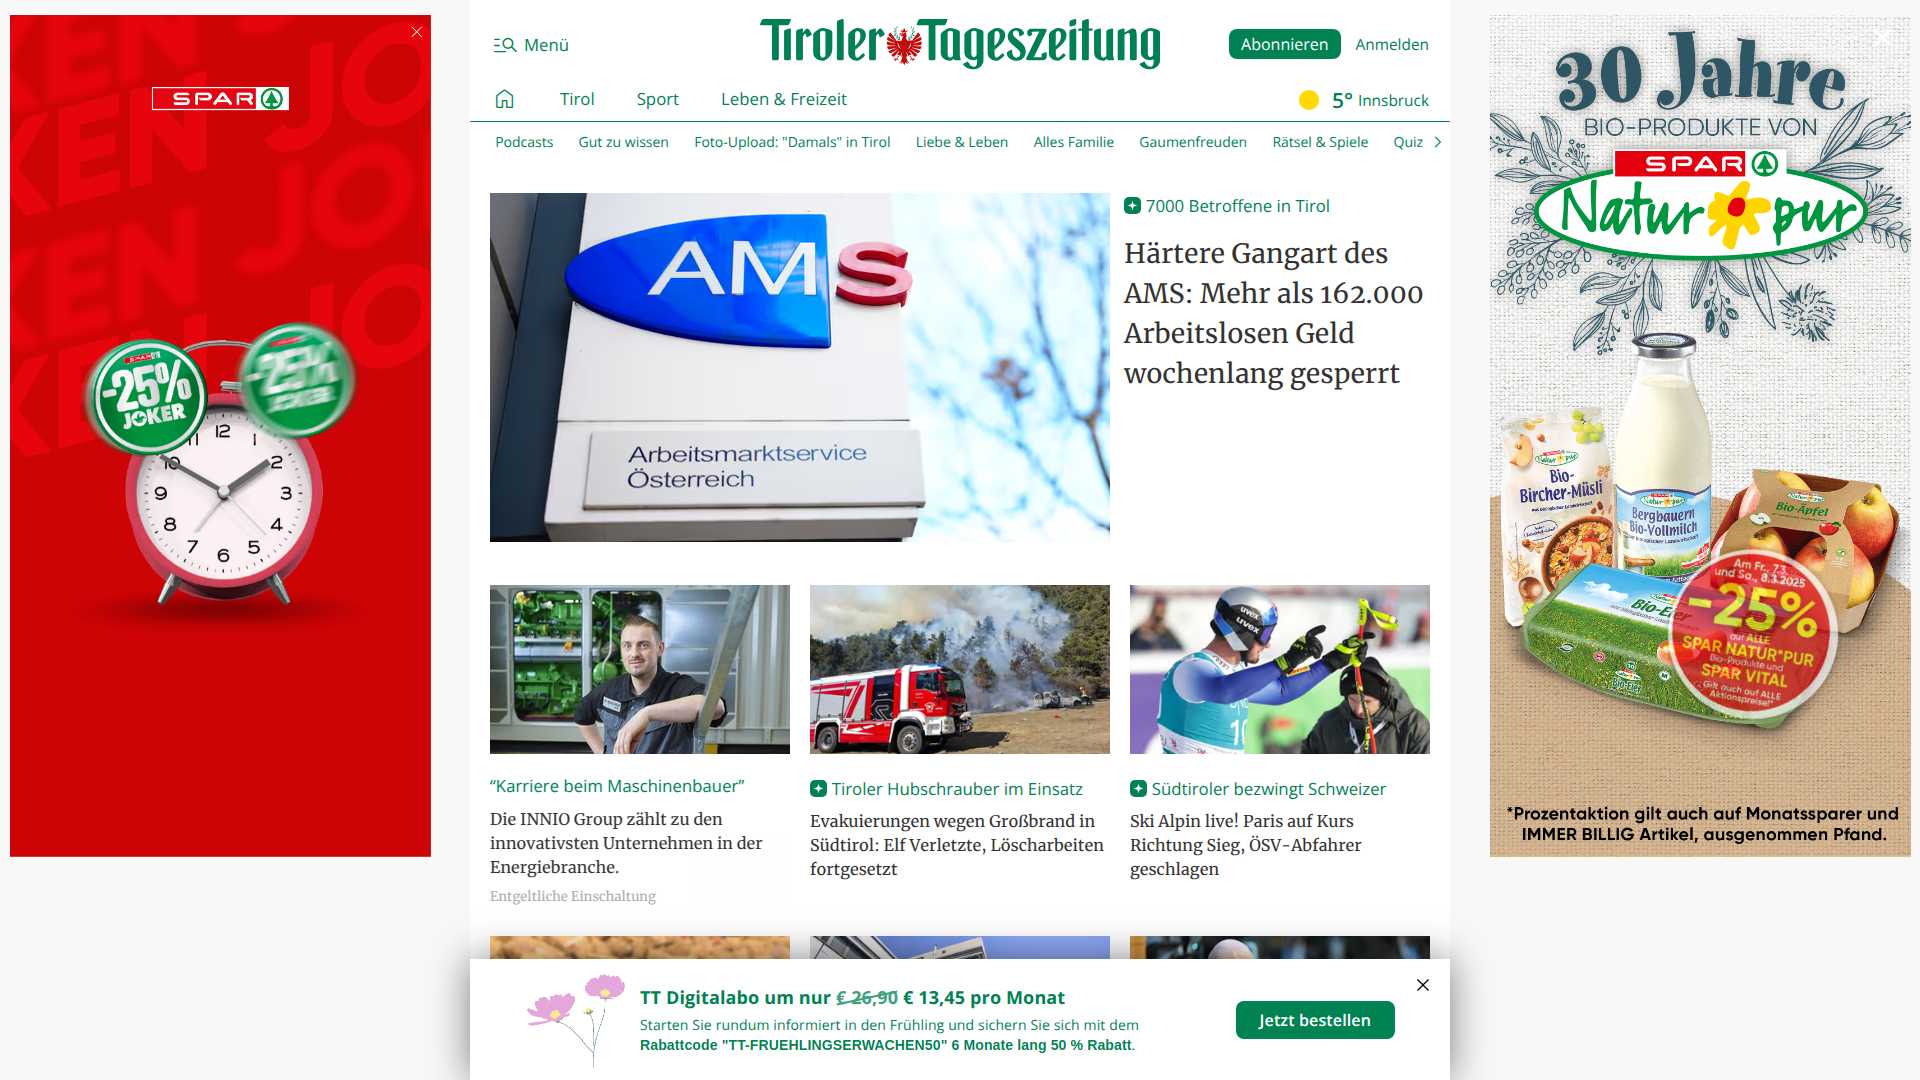 Menü
Tiroler Tageszeitung
Abonnieren
Anmelden
Tirol
Sport
Leben & Freizeit
5° Innsbruck
Podcasts
Gut zu wissen
Foto-Upload: "Damals" in Tirol
Liebe & Leben
Alles Familie
Gaumenfreuden
Rätsel & Spiele
Quiz
SPAR
-25%
JOKER
-25%
JOKER
12
1
2
3
4
5
6
7
8
9
10
11
AMS
Arbeitsmarktservice
Österreich
7000 Betroffene in Tirol
Härtere Gangart des
AMS: Mehr als 162.000
Arbeitslosen Geld
wochenlang gesperrt
uvex
uvex
“Karriere beim Maschinenbauer”
Die INNIO Group zählt zu den
innovativsten Unternehmen in der
Energiebranche.
Entgeltliche Einschaltung
Tiroler Hubschrauber im Einsatz
Evakuierungen wegen Großbrand in
Südtirol: Elf Verletzte, Löscharbeiten
fortgesetzt
Südtiroler bezwingt Schweizer
Ski Alpin live! Paris auf Kurs
Richtung Sieg, ÖSV-Abfahrer
geschlagen
30 Jahre
BIO-PRODUKTE VON
SPAR
Natur pur
Bio-
Bircher-Müsli
Bergbauern
Bio-Vollmilch
Bio-Äpfel
Bio-Eier
Am Fr., 7.3.
und Sa., 8.3.2025
-25%
auf ALLE
SPAR NATUR*PUR
Bio-Produkte und
SPAR VITAL
Gilt auch auf ALLE
Aktionspreise!*
*Prozentaktion gilt auch auf Monatssparer und
IMMER BILLIG Artikel, ausgenommen Pfand.
TT Digitalabo um nur € 26,90 € 13,45 pro Monat
Starten Sie rundum informiert in den Frühling und sichern Sie sich mit dem
Rabattcode "TT-FRUEHLINGSERWACHEN50" 6 Monate lang 50 % Rabatt.
Jetzt bestellen